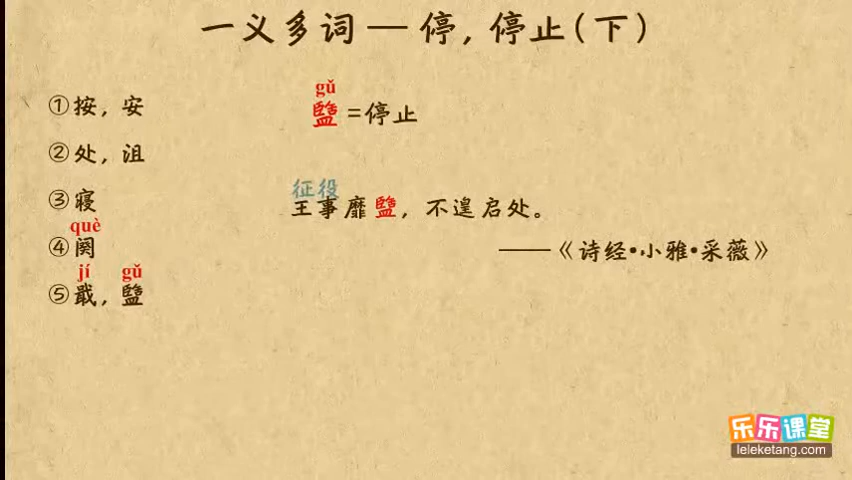 一义多词—停，停止（下）
①按，安
②处，沮
③寝
què
④阕
jí gǔ
⑤戢，盬
gǔ
盬=停止
征役
王事靡盬，不遑启处。
——《诗经•小雅•采薇》
乐乐课堂
leleketang.com